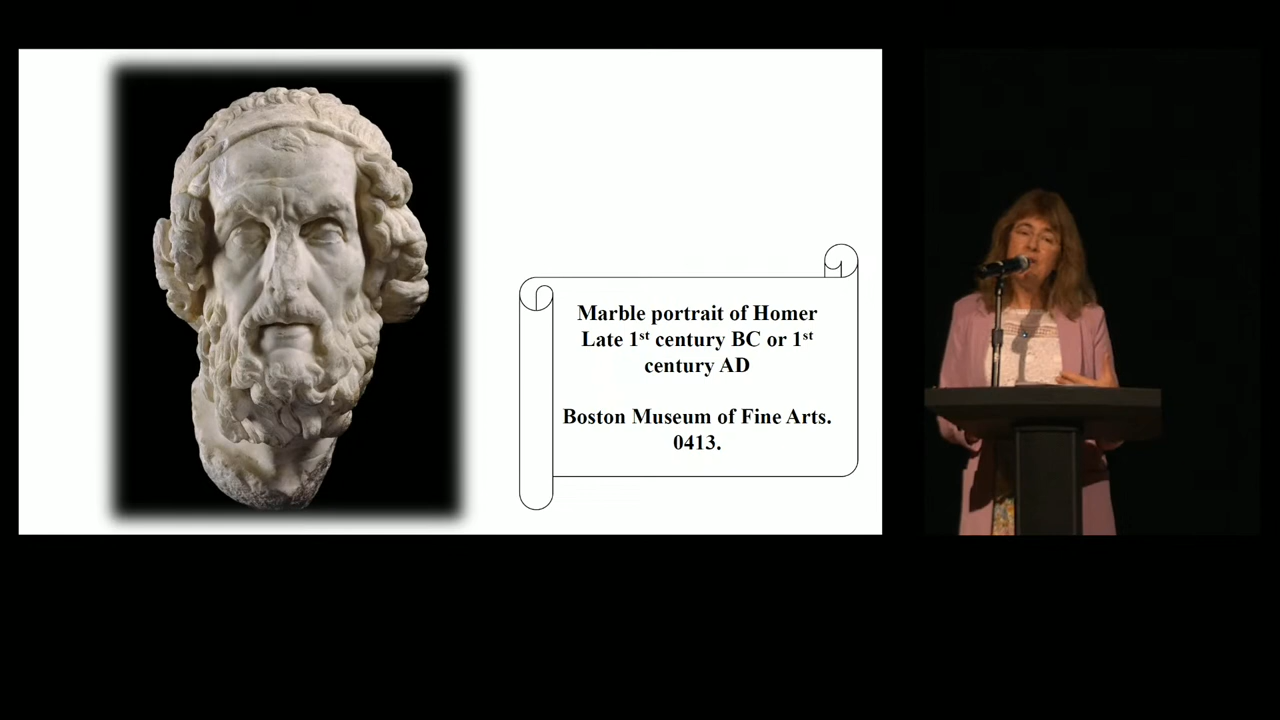 Marble portrait of Homer
Late 1st century BC or 1st
century AD
Boston Museum of Fine Arts.
0413.